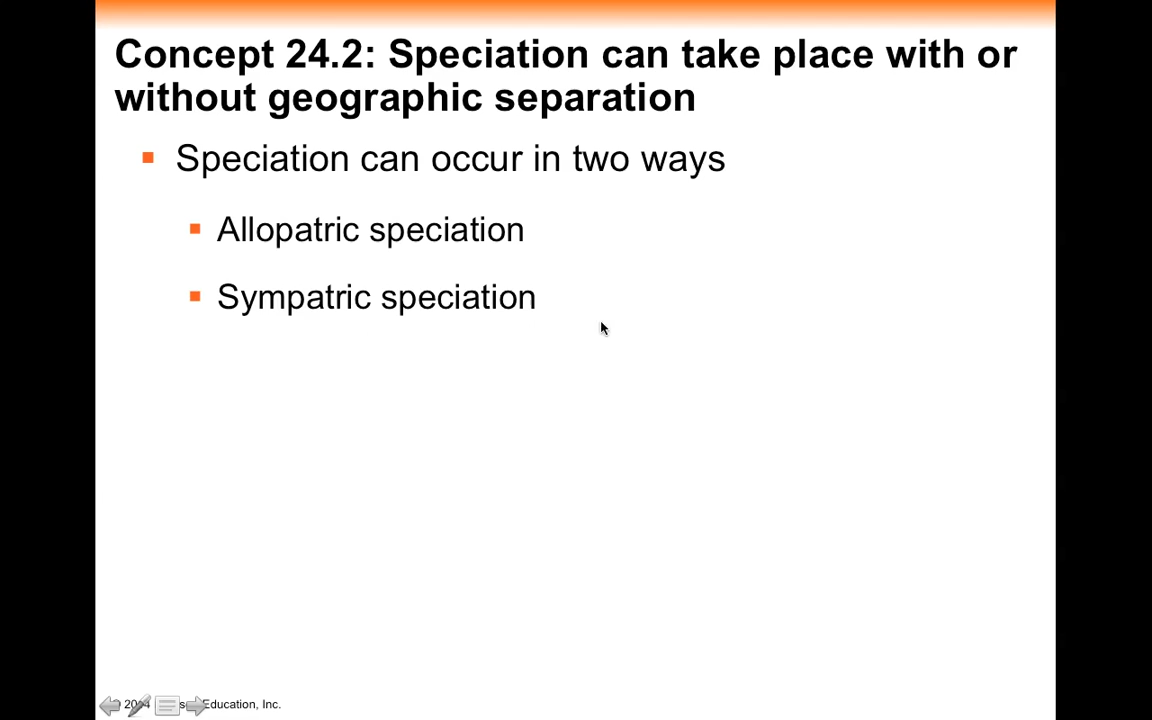 Concept 24.2: Speciation can take place with or
without geographic separation
Speciation can occur in two ways
Allopatric speciation
Sympatric speciation
Education, Inc.